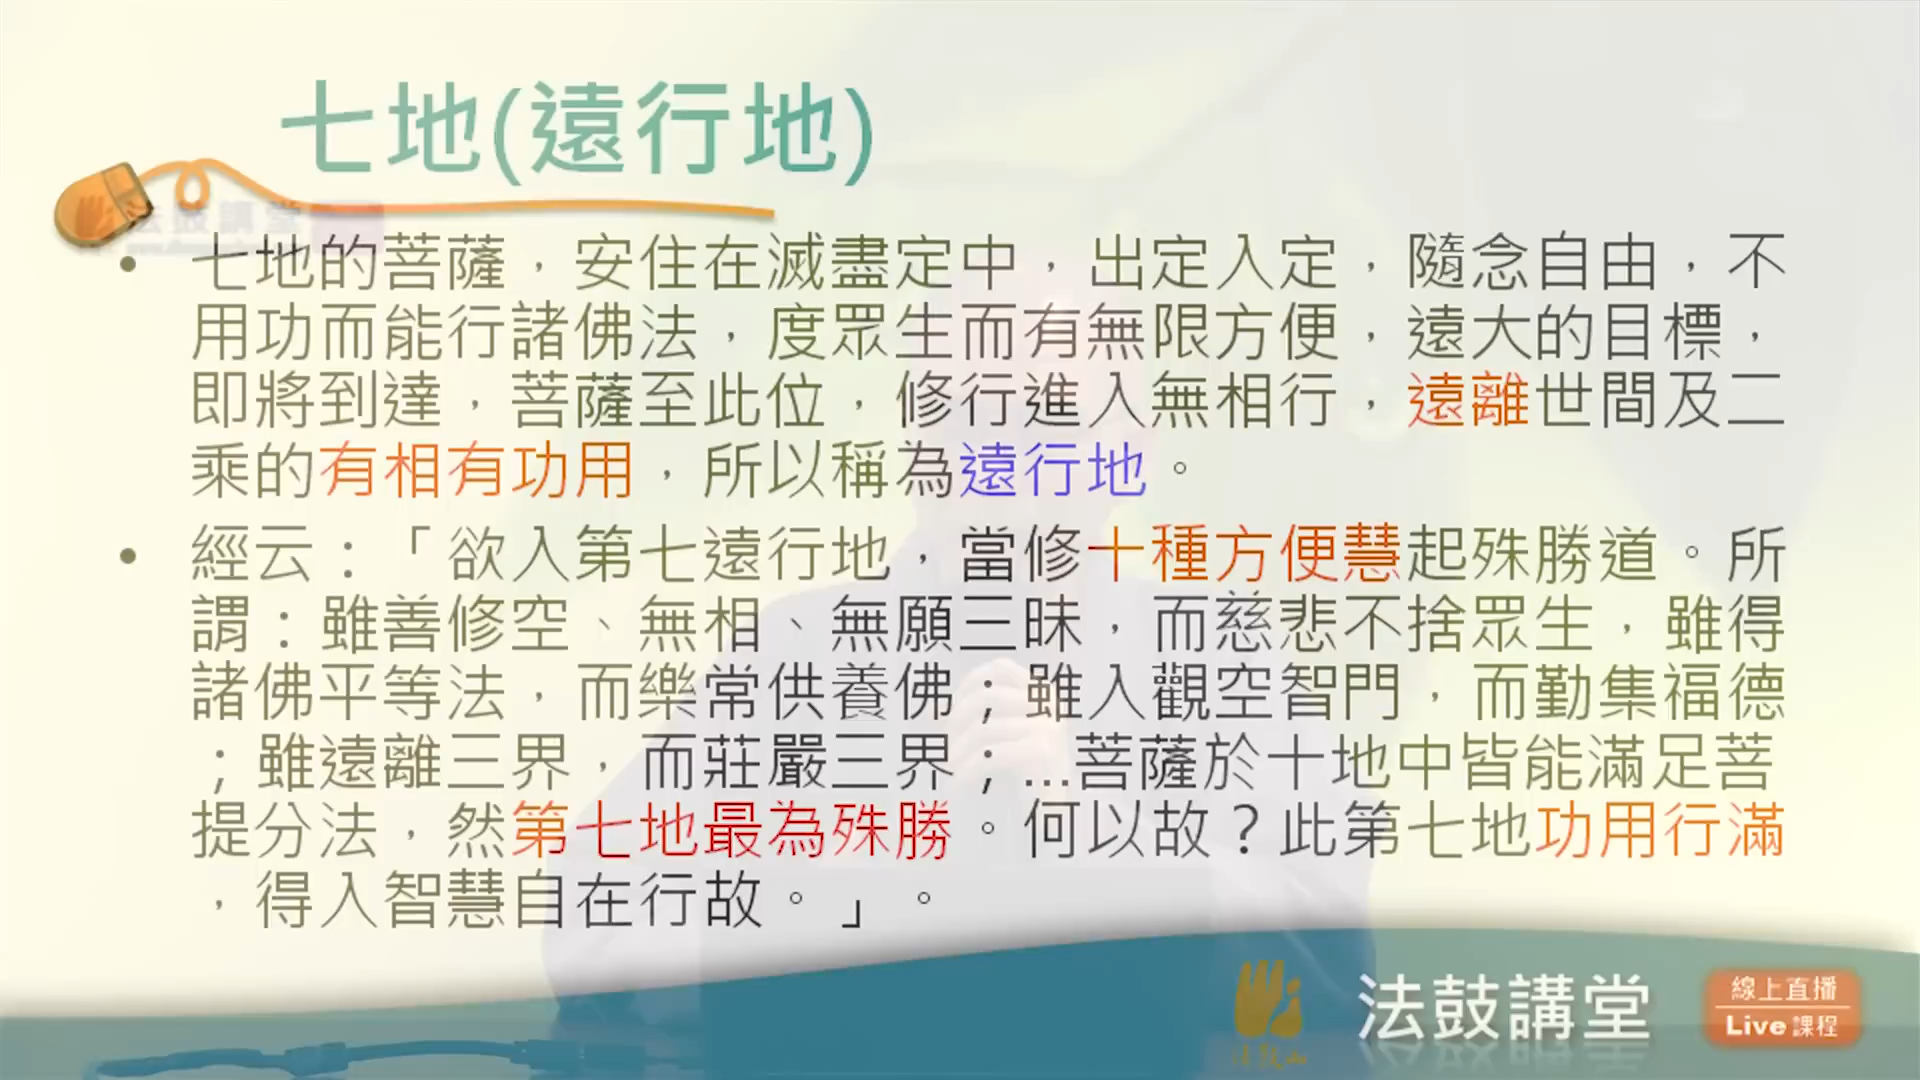 七地(遠行地)
法鼓講堂
• 七地的菩薩，安住在滅盡定中，出定入定，隨念自由，不
用功而能行諸佛法，度眾生而有無限方便，遠大的目標，
即將到達，菩薩至此位，修行進入無相行，遠離世間及二
乘的有相有功用，所以稱為遠行地。
• 經云：「欲入第七遠行地，當修十種方便慧起殊勝道。所
謂：雖善修空、無相、無願三昧，而慈悲不捨眾生，雖得
諸佛平等法，而樂常供養佛；雖入觀空智門，而勤集福德
；雖遠離三界，而莊嚴三界；...菩薩於十地中皆能滿足菩
提分法，然第七地最為殊勝。何以故？此第七地功用行滿
，得入智慧自在行故。」。
法鼓山
法鼓講堂
線上直播
Live 課程